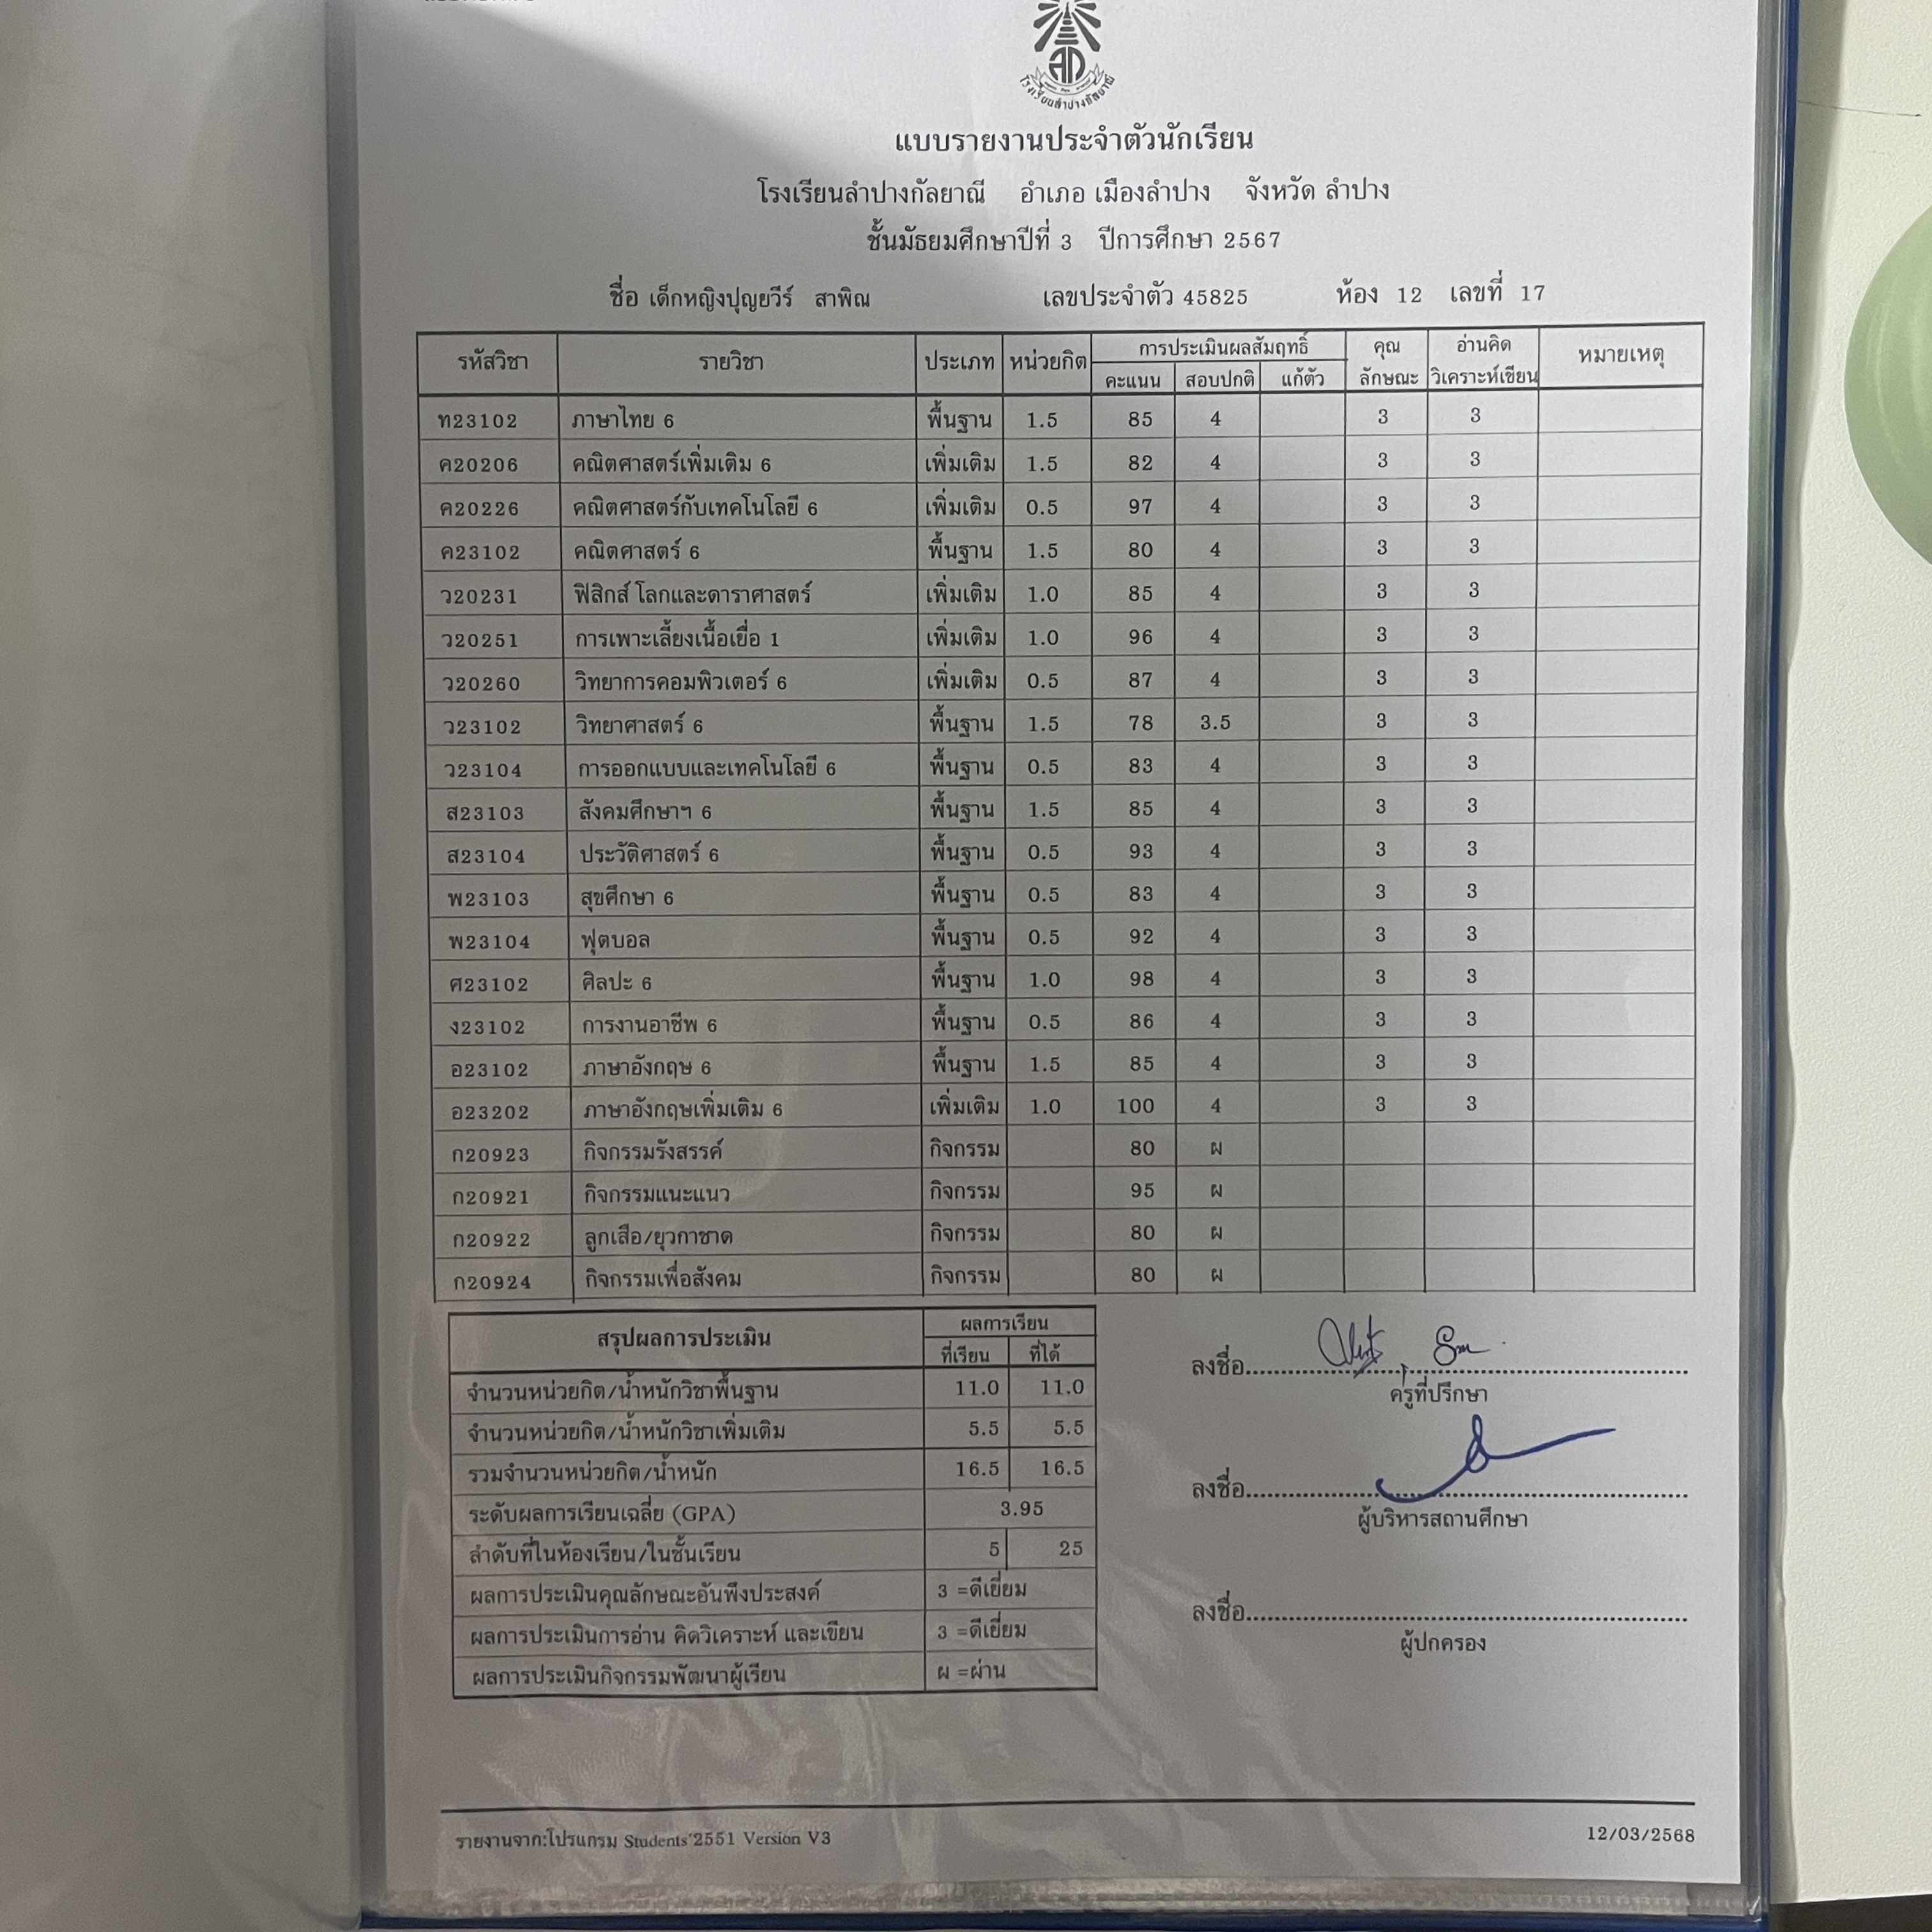 โรงเรียนลำปางกัลยาณี
แบบรายงานประจำตัวนักเรียน
โรงเรียนลำปางกัลยาณี อำเภอ เมืองลำปาง จังหวัด ลำปาง
ชั้นมัธยมศึกษาปีที่ 3 ปีการศึกษา 2567
ชื่อ เด็กหญิงปุญยวีร์ สาพิณ เลขประจำตัว 45825 ห้อง 12 เลขที่ 17
รหัสวิชา รายวิชา ประเภท หน่วยกิต การประเมินผลสัมฤทธิ์ คุณ อ่านคิด หมายเหตุ
คะแนน สอบปกติ แก้ตัว ลักษณะ วิเคราะห์เขียน
ท23102 ภาษาไทย 6 พื้นฐาน 1.5 85 4 3 3
ค20206 คณิตศาสตร์เพิ่มเติม 6 เพิ่มเติม 1.5 82 4 3 3
ค20226 คณิตศาสตร์กับเทคโนโลยี 6 เพิ่มเติม 0.5 97 4 3 3
ค23102 คณิตศาสตร์ 6 พื้นฐาน 1.5 80 4 3 3
ว20231 ฟิสิกส์ โลกและดาราศาสตร์ เพิ่มเติม 1.0 85 4 3 3
ว20251 การเพาะเลี้ยงเนื้อเยื่อ 1 เพิ่มเติม 1.0 96 4 3 3
ว20260 วิทยาการคอมพิวเตอร์ 6 เพิ่มเติม 0.5 87 4 3 3
ว23102 วิทยาศาสตร์ 6 พื้นฐาน 1.5 78 3.5 3 3
ว23104 การออกแบบและเทคโนโลยี 6 พื้นฐาน 0.5 83 4 3 3
ส23103 สังคมศึกษาฯ 6 พื้นฐาน 1.5 85 4 3 3
ส23104 ประวัติศาสตร์ 6 พื้นฐาน 0.5 93 4 3 3
พ23103 สุขศึกษา 6 พื้นฐาน 0.5 83 4 3 3
พ23104 ฟุตบอล พื้นฐาน 0.5 92 4 3 3
ศ23102 ศิลปะ 6 พื้นฐาน 1.0 98 4 3 3
ง23102 การงานอาชีพ 6 พื้นฐาน 0.5 86 4 3 3
อ23102 ภาษาอังกฤษ 6 พื้นฐาน 1.5 85 4 3 3
อ23202 ภาษาอังกฤษเพิ่มเติม 6 เพิ่มเติม 1.0 100 4 3 3
ก20923 กิจกรรมรังสรรค์ กิจกรรม 80 ผ
ก20921 กิจกรรมแนะแนว กิจกรรม 95 ผ
ก20922 ลูกเสือ/ยุวกาชาด กิจกรรม 80 ผ
ก20924 กิจกรรมเพื่อสังคม กิจกรรม 80 ผ
สรุปผลการประเมิน ผลการเรียน
ที่เรียน ที่ได้
จำนวนหน่วยกิต/น้ำหนักวิชาพื้นฐาน 11.0 11.0
จำนวนหน่วยกิต/น้ำหนักวิชาเพิ่มเติม 5.5 5.5
รวมจำนวนหน่วยกิต/น้ำหนัก 16.5 16.5
ระดับผลการเรียนเฉลี่ย (GPA) 3.95
ลำดับที่ในห้องเรียน/ในชั้นเรียน 5 25
ผลการประเมินคุณลักษณะอันพึงประสงค์ 3 =ดีเยี่ยม
ผลการประเมินการอ่าน คิดวิเคราะห์ และเขียน 3 =ดีเยี่ยม
ผลการประเมินกิจกรรมพัฒนาผู้เรียน ผ =ผ่าน
ลงชื่อ
ครูที่ปรึกษา
ลงชื่อ
ผู้บริหารสถานศึกษา
ลงชื่อ
ผู้ปกครอง
รายงานจาก:โปรแกรม Students'2551 Version V3 12/03/2568